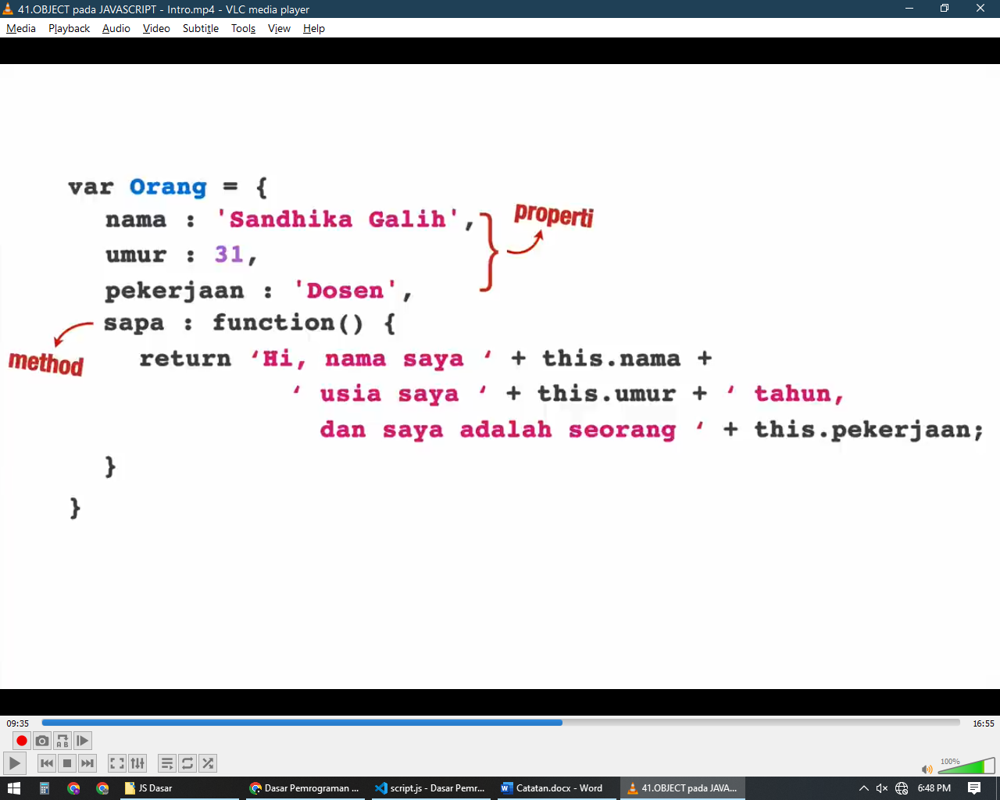 41.OBJECT pada JAVASCRIPT - Intro.mp4 - VLC media player
Media Playback Audio Video Subtitle Tools View Help
var Orang = {
nama : 'Sandhika Galih',
properti
umur : 31,
pekerjaan : 'Dosen',
sapa : function() {
method
return ‘Hi, nama saya ‘ + this.nama +
‘ usia saya ‘ + this.umur + ‘ tahun,
dan saya adalah seorang ‘ + this.pekerjaan;
}
}
09:35
16:55
A B
100%
JS Dasar
Dasar Pemrograman ...
script.js - Dasar Pemr...
Catatan.docx - Word
41.OBJECT pada JAVA...
6:48 PM